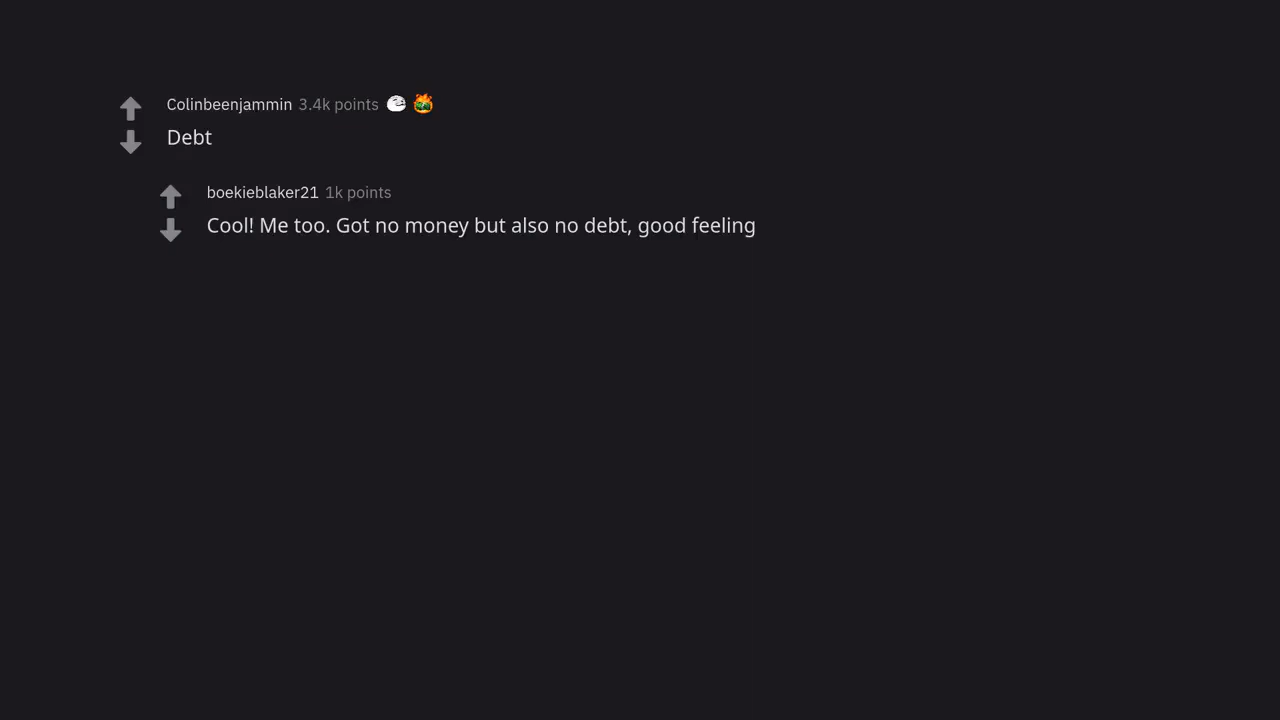 Colinbeenjammin 3.4k points
Debt
boekieblaker21 1k points
Cool! Me too. Got no money but also no debt, good feeling